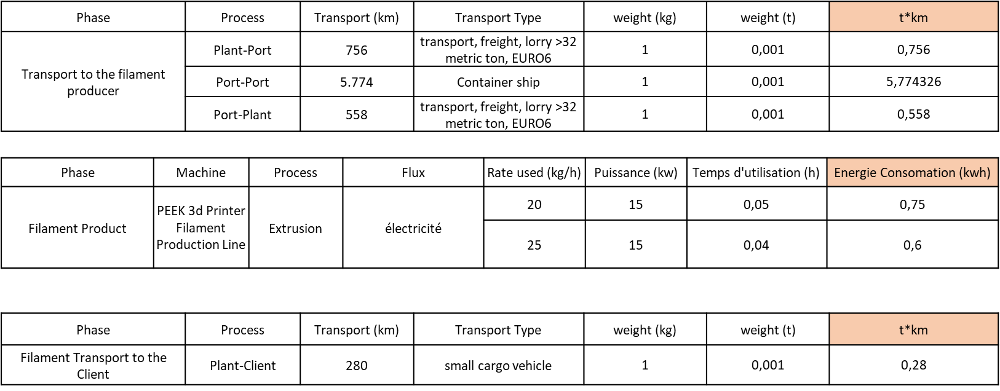 Phase Process Transport (km) Transport Type weight (kg) weight (t) t*km
Transport to the filament
producer
Plant-Port 756 transport, freight, lorry >32
metric ton, EURO6
1 0,001 0,756
Port-Port 5.774 Container ship 1 0,001 5,774326
Port-Plant 558 transport, freight, lorry >32
metric ton, EURO6
1 0,001 0,558
Phase Machine Process Flux Rate used (kg/h) Puissance (kw) Temps d'utilisation (h) Energie Consomation (kwh)
Filament Product
PEEK 3d Printer
Filament
Production Line
Extrusion
électricité
20 15 0,05 0,75
25 15 0,04 0,6
Phase Process Transport (km) Transport Type weight (kg) weight (t) t*km
Filament Transport to the
Client
Plant-Client 280 small cargo vehicle 1 0,001 0,28